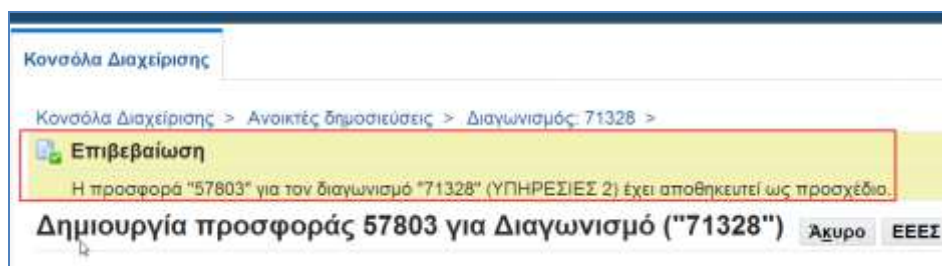 Κονσόλα Διαχείρισης
Κονσόλα Διαχείρισης > Ανοικτές δημοσιεύσεις > Διαγωνισμός: 71328 >
Επιβεβαίωση
Η προσφορά "57803" για τον διαγωνισμό "71328" (ΥΠΗΡΕΣΙΕΣ 2) έχει αποθηκευτεί ως προσχέδιο.
Δημιουργία προσφοράς 57803 για Διαγωνισμό ("71328") Άκυρο ΕΕΕΣ